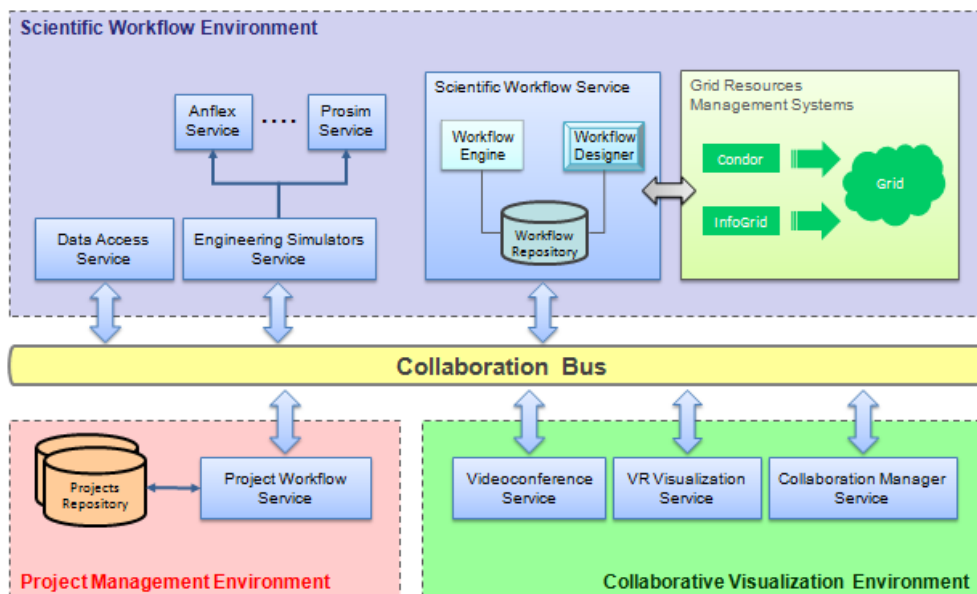 Scientific Workflow Environment
Anflex
Service
....
Prosim
Service
Data Access
Service
Engineering Simulators
Service
Scientific Workflow Service
Workflow
Engine
Workflow
Designer
Workflow
Repository
Grid Resources
Management Systems
Condor
InfoGrid
Grid
Collaboration Bus
Projects
Repository
Project Workflow
Service
Project Management Environment
Videoconference
Service
VR Visualization
Service
Collaboration Manager
Service
Collaborative Visualization Environment